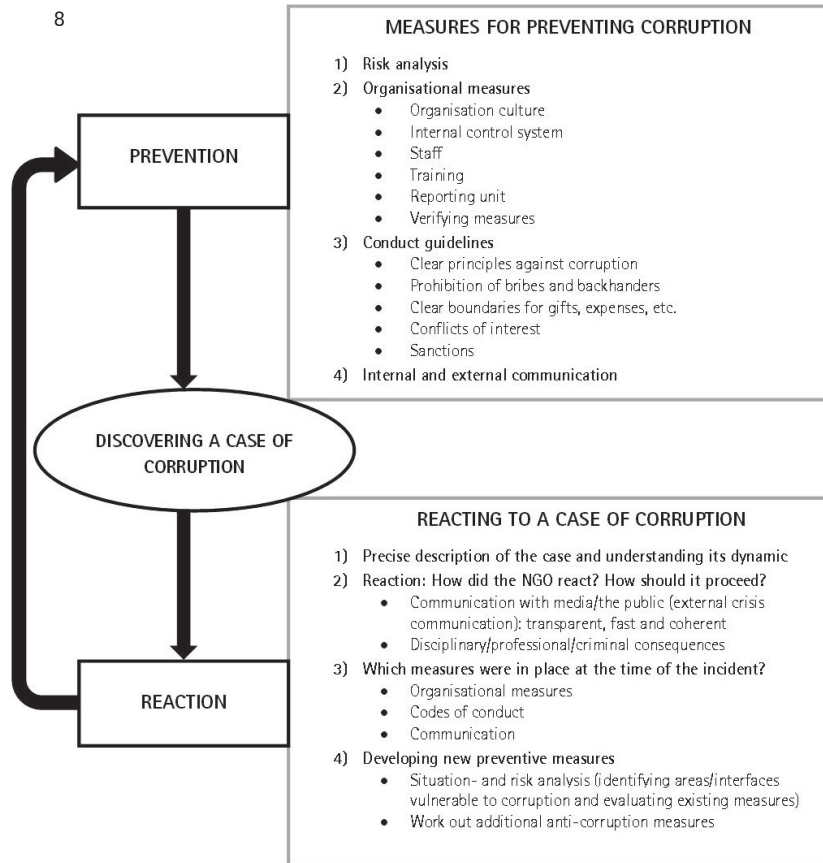 8
MEASURES FOR PREVENTING CORRUPTION
1) Risk analysis
2) Organisational measures
• Organisation culture
• Internal control system
• Staff
• Training
• Reporting unit
• Verifying measures
3) Conduct guidelines
• Clear principles against corruption
• Prohibition of bribes and backhanders
• Clear boundaries for gifts, expenses, etc.
• Conflicts of interest
• Sanctions
4) Internal and external communication
PREVENTION
DISCOVERING A CASE OF
CORRUPTION
REACTING TO A CASE OF CORRUPTION
1) Precise description of the case and understanding its dynamic
2) Reaction: How did the NGO react? How should it proceed?
• Communication with media/the public (external crisis
communication): transparent, fast and coherent
• Disciplinary/professional/criminal consequences
3) Which measures were in place at the time of the incident?
• Organisational measures
• Codes of conduct
• Communication
4) Developing new preventive measures
• Situation- and risk analysis (identifying areas/interfaces
vulnerable to corruption and evaluating existing measures)
• Work out additional anti-corruption measures
REACTION